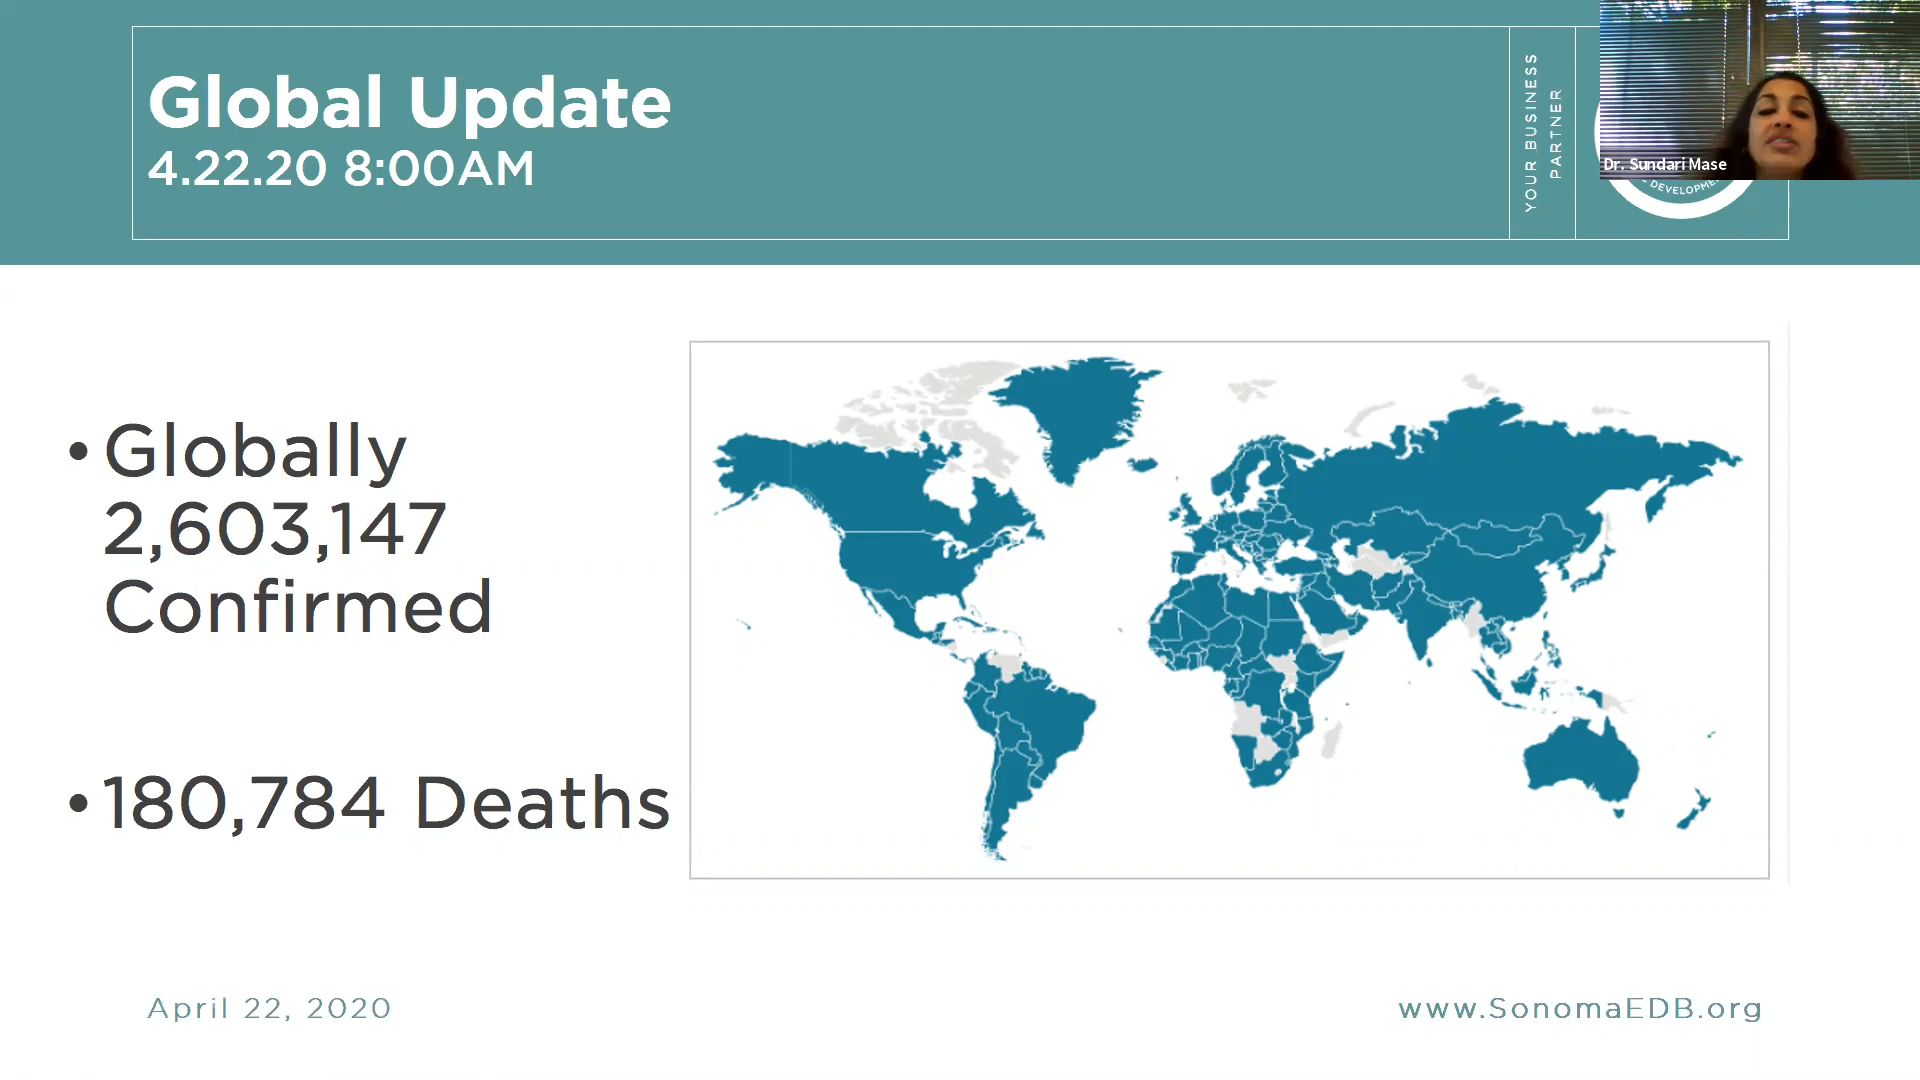 Global Update
4.22.20 8:00AM
YOUR BUSINESS
PARTNER
Dr. Sundari Mase
• Globally
2,603,147
Confirmed
• 180,784 Deaths
April 22, 2020
www.SonomaEDB.org